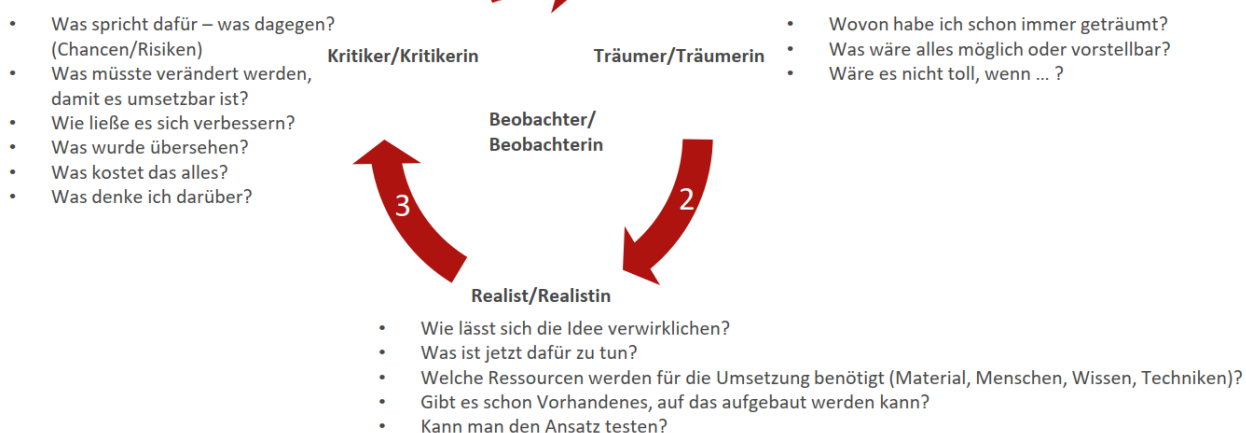 • Was spricht dafür – was dagegen?
(Chancen/Risiken)
• Was müsste verändert werden,
damit es umsetzbar ist?
• Wie ließe es sich verbessern?
• Was wurde übersehen?
• Was kostet das alles?
• Was denke ich darüber?
Kritiker/Kritikerin
Träumer/Träumerin
• Wovon habe ich schon immer geträumt?
• Was wäre alles möglich oder vorstellbar?
• Wäre es nicht toll, wenn ... ?
Beobachter/
Beobachterin
3
2
Realist/Realistin
• Wie lässt sich die Idee verwirklichen?
• Was ist jetzt dafür zu tun?
• Welche Ressourcen werden für die Umsetzung benötigt (Material, Menschen, Wissen, Techniken)?
• Gibt es schon Vorhandenes, auf das aufgebaut werden kann?
• Kann man den Ansatz testen?